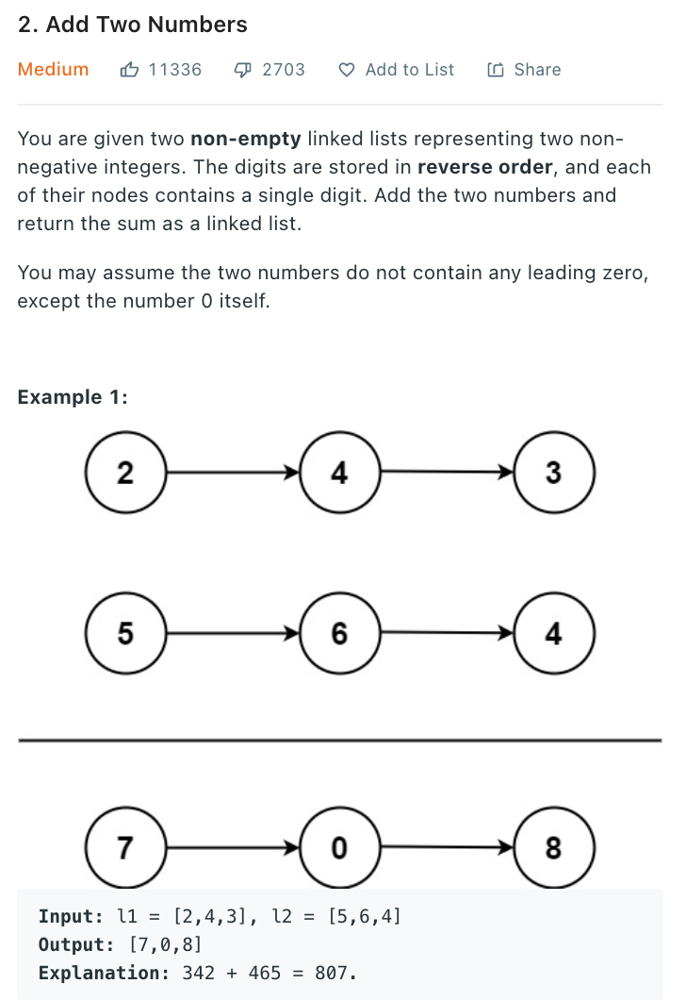 2. Add Two Numbers
Medium 11336 2703 Add to List Share
You are given two non-empty linked lists representing two non-
negative integers. The digits are stored in reverse order, and each
of their nodes contains a single digit. Add the two numbers and
return the sum as a linked list.
You may assume the two numbers do not contain any leading zero,
except the number 0 itself.
Example 1:
2 4 3
5 6 4
7 0 8
Input: l1 = [2,4,3], l2 = [5,6,4]
Output: [7,0,8]
Explanation: 342 + 465 = 807.